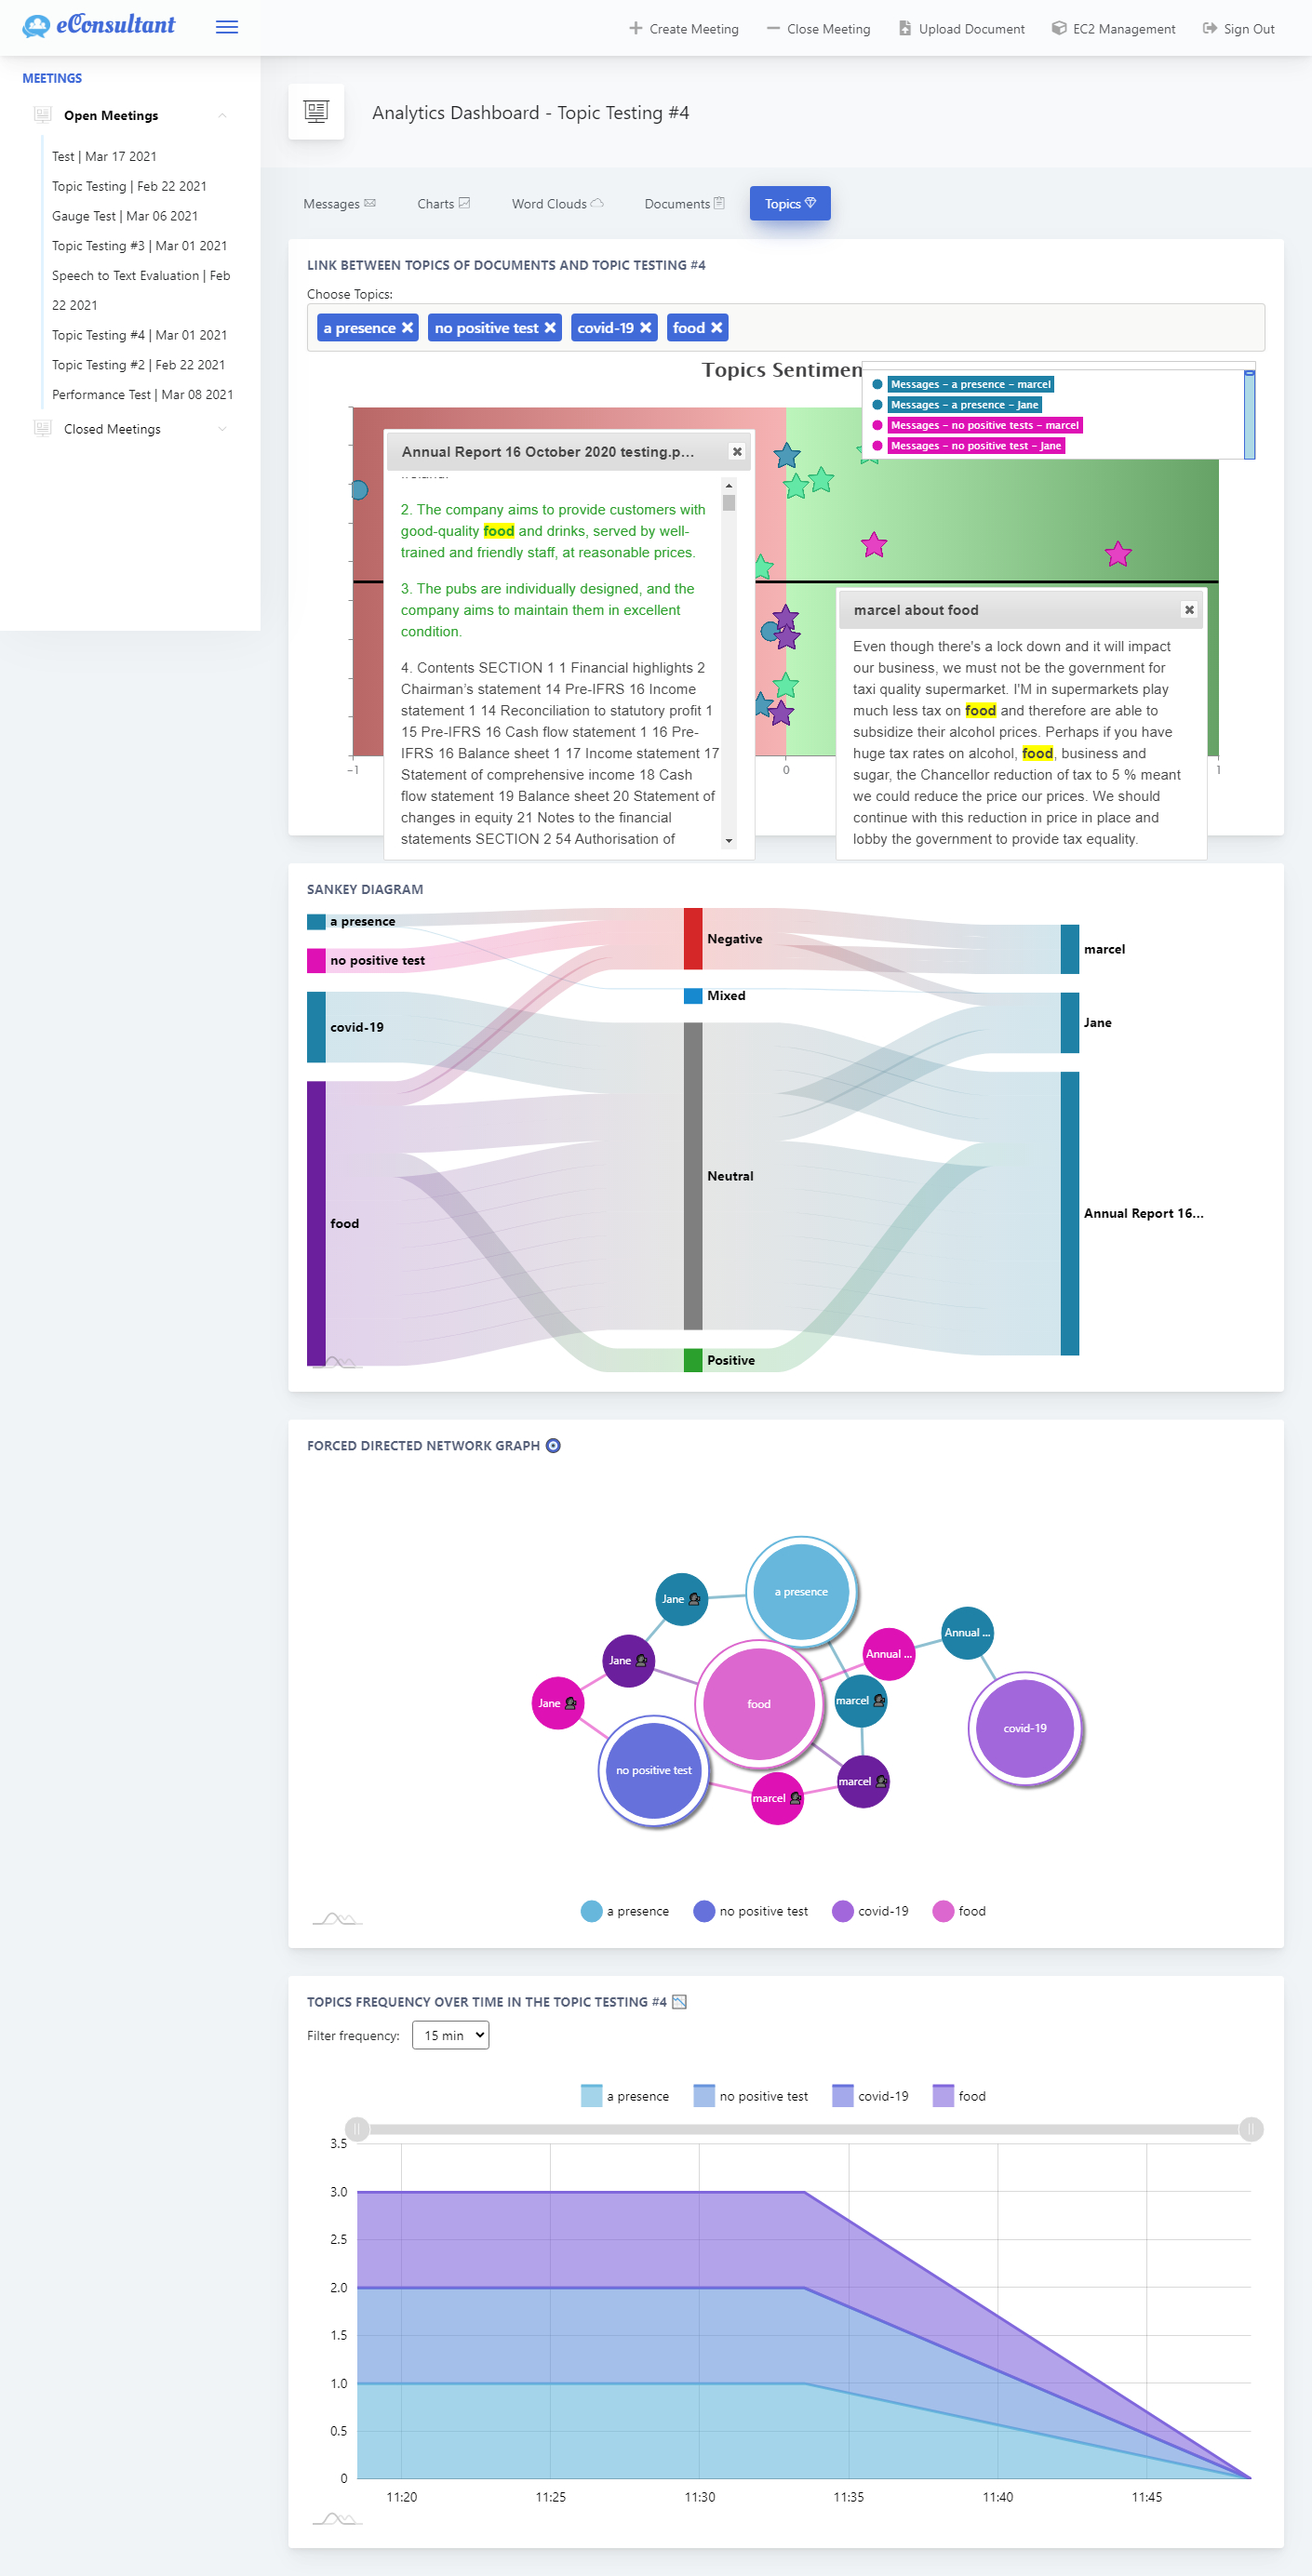 eConsultant
Create Meeting
Close Meeting
Upload Document
EC2 Management
Sign Out
MEETINGS
Open Meetings
Test | Mar 17 2021
Topic Testing | Feb 22 2021
Gauge Test | Mar 06 2021
Topic Testing #3 | Mar 01 2021
Speech to Text Evaluation | Feb
22 2021
Topic Testing #4 | Mar 01 2021
Topic Testing #2 | Feb 22 2021
Performance Test | Mar 08 2021
Closed Meetings
Analytics Dashboard - Topic Testing #4
Messages
Charts
Word Clouds
Documents
Topics
LINK BETWEEN TOPICS OF DOCUMENTS AND TOPIC TESTING #4
Choose Topics:
a presence
no positive test
covid-19
food
Topics Sentimen
Messages - a presence - marcel
Messages - a presence - Jane
Messages - no positive tests - marcel
Messages - no positive test - Jane
Annual Report 16 October 2020 testing.p...
2. The company aims to provide customers with
good-quality food and drinks, served by well-
trained and friendly staff, at reasonable prices.
3. The pubs are individually designed, and the
company aims to maintain them in excellent
condition.
4. Contents SECTION 1 1 Financial highlights 2
Chairman's statement 14 Pre-IFRS 16 Income
statement 1 14 Reconciliation to statutory profit 1
15 Pre-IFRS 16 Cash flow statement 1 16 Pre-
IFRS 16 Balance sheet 1 17 Income statement 17
Statement of comprehensive income 18 Cash
flow statement 19 Balance sheet 20 Statement of
changes in equity 21 Notes to the financial
statements SECTION 2 54 Authorisation of
marcel about food
Even though there's a lock down and it will impact
our business, we must not be the government for
taxi quality supermarket. I'M in supermarkets play
much less tax on food and therefore are able to
subsidize their alcohol prices. Perhaps if you have
huge tax rates on alcohol, food, business and
sugar, the Chancellor reduction of tax to 5 % meant
we could reduce the price our prices. We should
continue with this reduction in price in place and
lobby the government to provide tax equality.
-1
0
1
SANKEY DIAGRAM
a presence
no positive test
covid-19
food
Negative
Mixed
Neutral
Positive
marcel
Jane
Annual Report 16...
FORCED DIRECTED NETWORK GRAPH
a presence
Jane
Annual ...
Annual ...
Jane
Jane
food
marcel
covid-19
no positive test
marcel
marcel
a presence
no positive test
covid-19
food
TOPICS FREQUENCY OVER TIME IN THE TOPIC TESTING #4
Filter frequency:
15 min
a presence
no positive test
covid-19
food
3.5
3.0
2.5
2.0
1.5
1.0
0.5
0
11:20
11:25
11:30
11:35
11:40
11:45